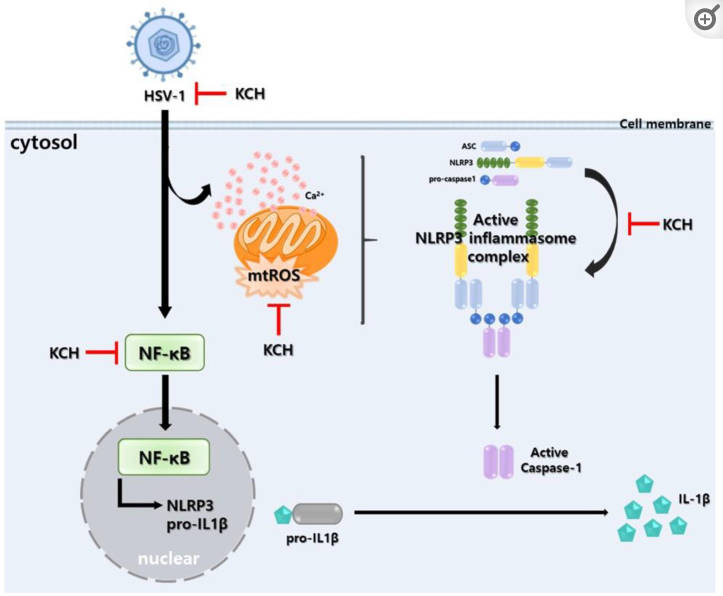 HSV-1
KCH
Cell membrane
cytosol
ASC
NLRP3
pro-caspase1
Ca²⁺
Active
NLRP3 inflammasome
complex
KCH
mtROS
KCH
KCH
NF-κB
NF-κB
NLRP3
pro-IL1β
nuclear
Active
Caspase-1
pro-IL1β
IL-1β